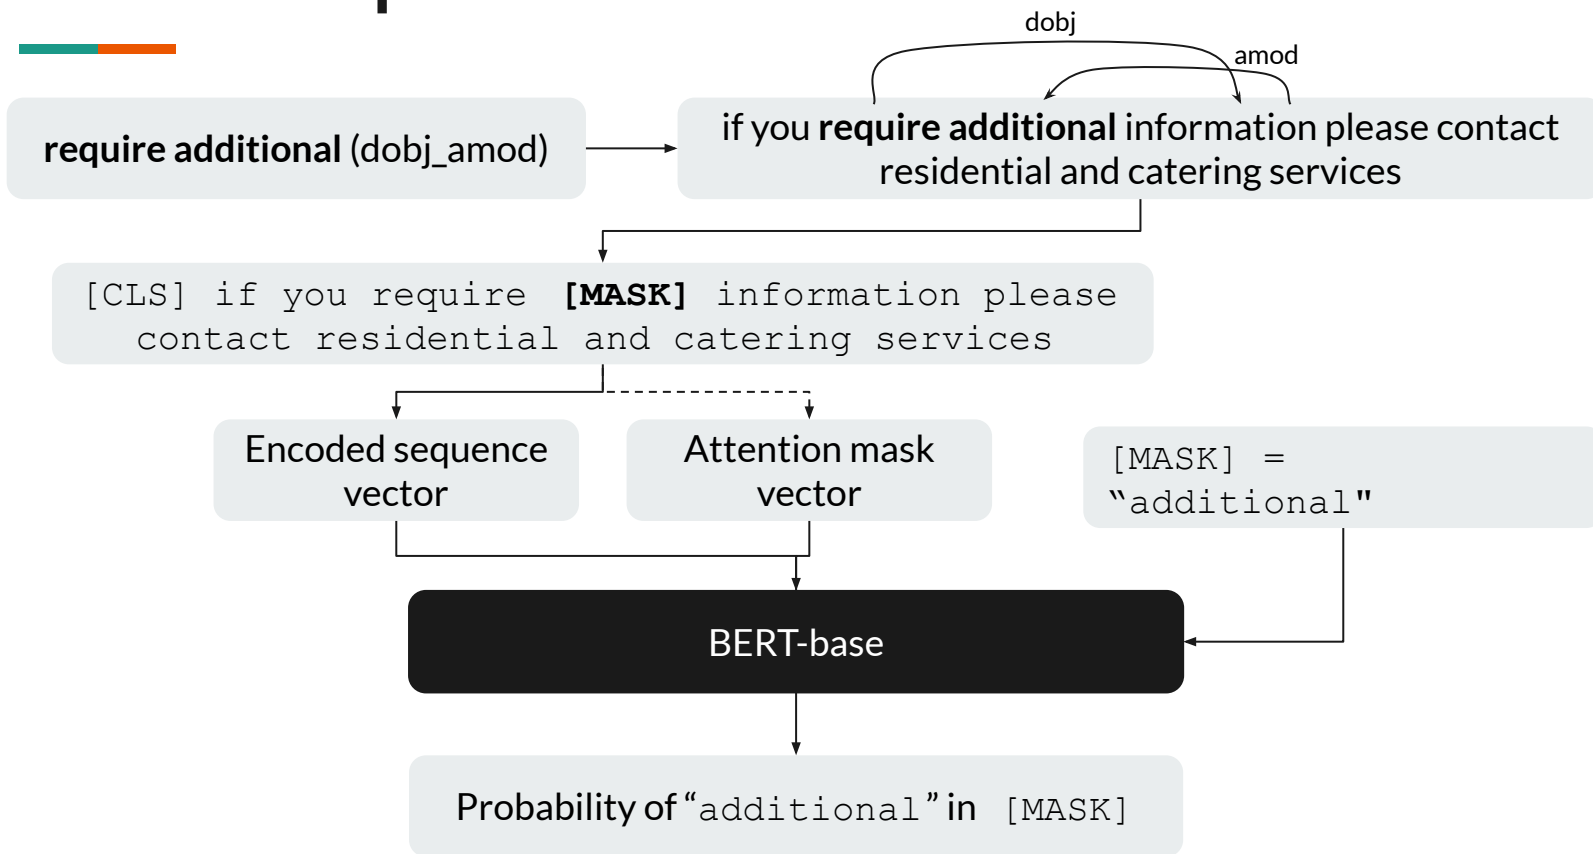 dobj
amod
require additional (dobj_amod)
if you require additional information please contact
residential and catering services
[CLS] if you require [MASK] information please
contact residential and catering services
Encoded sequence
vector
Attention mask
vector
[MASK] =
“additional"
BERT-base
Probability of “additional” in [MASK]